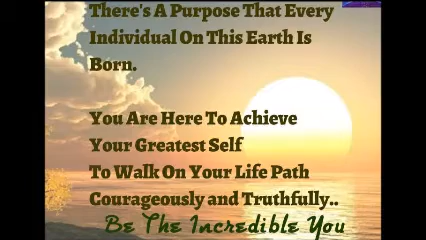 There's A Purpose That Every
Individual On This Earth Is
Born.
You Are Here To Achieve
Your Greatest Self
To Walk On Your Life Path
Courageously and Truthfully..
Be The Incredible You